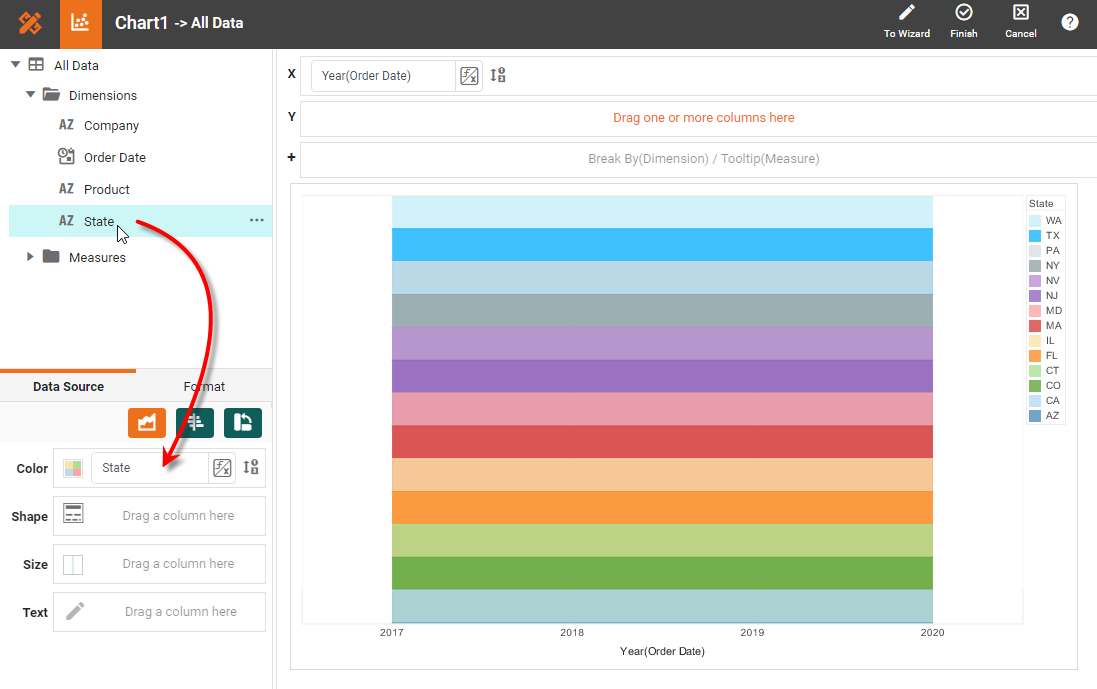 Chart1 -> All Data
To Wizard
Finish
Cancel
?
All Data
Dimensions
AZ Company
Order Date
AZ Product
AZ State ...
Measures
Data Source
Format
Color
State
Shape
Drag a column here
Size
Drag a column here
Text
Drag a column here
X
Year(Order Date)
Y
Drag one or more columns here
+
Break By(Dimension) / Tooltip(Measure)
State
WA
TX
PA
NY
NV
NJ
MD
MA
IL
FL
CT
CO
CA
AZ
2017 2018 2019 2020
Year(Order Date)